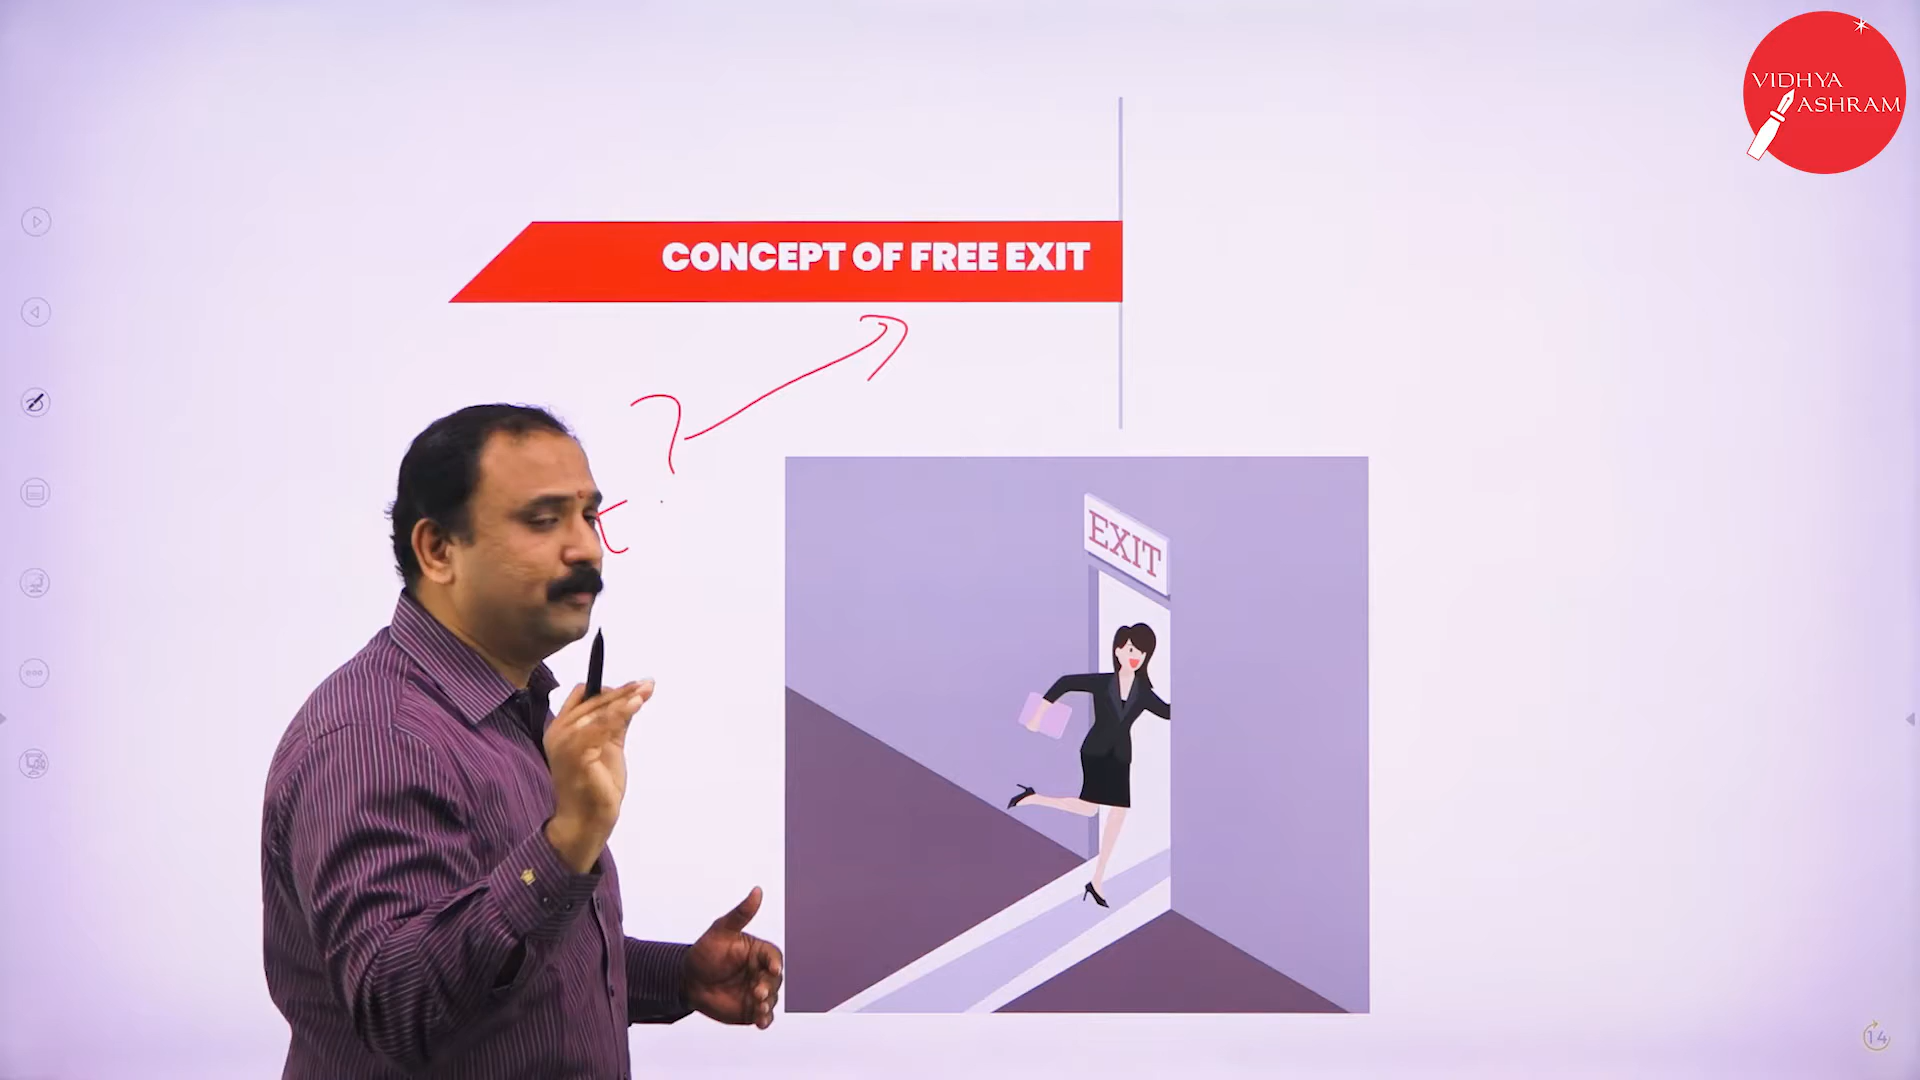 VIDHYA
ASHRAM
CONCEPT OF FREE EXIT
?
EXIT
14